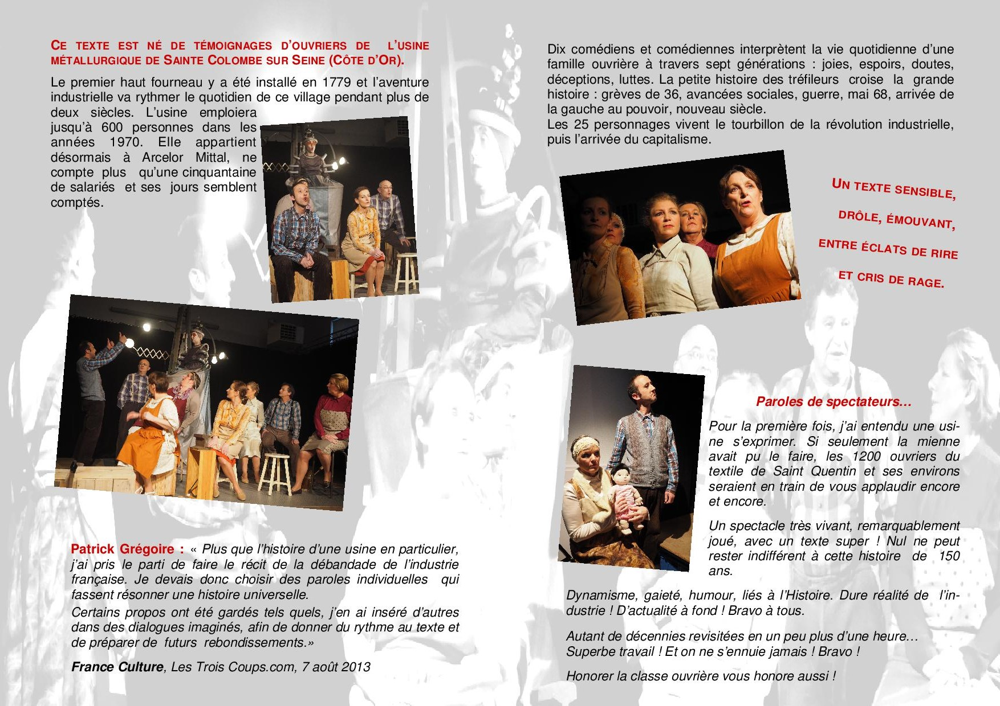 CE TEXTE EST NÉ DE TÉMOIGNAGES D'OUVRIERS DE L'USINE
MÉTALLURGIQUE DE SAINTE COLOMBE SUR SEINE (CÔTE D'OR).
Le premier haut fourneau y a été installé en 1779 et l'aventure
industrielle va rythmer le quotidien de ce village pendant plus de
deux siècles. L'usine emploiera
jusqu'à 600 personnes dans les
années 1970. Elle appartient
désormais à Arcelor Mittal, ne
compte plus qu'une cinquantaine
de salariés et ses jours semblent
comptés.
Patrick Grégoire : « Plus que l'histoire d'une usine en particulier,
j'ai pris le parti de faire le récit de la débandade de l'industrie
française. Je devais donc choisir des paroles individuelles qui
fassent résonner une histoire universelle.
Certains propos ont été gardés tels quels, j'en ai inséré d'autres
dans des dialogues imaginés, afin de donner du rythme au texte et
de préparer de futurs rebondissements.»
France Culture, Les Trois Coups.com, 7 août 2013
Dix comédiens et comédiennes interprètent la vie quotidienne d'une
famille ouvrière à travers sept générations : joies, espoirs, doutes,
déceptions, luttes. La petite histoire des tréfileurs croise la grande
histoire : grèves de 36, avancées sociales, guerre, mai 68, arrivée de
la gauche au pouvoir, nouveau siècle.
Les 25 personnages vivent le tourbillon de la révolution industrielle,
puis l'arrivée du capitalisme.
UN TEXTE SENSIBLE,
DRÔLE, ÉMOUVANT,
ENTRE ÉCLATS DE RIRE
ET CRIS DE RAGE.
Paroles de spectateurs…
Pour la première fois, j'ai entendu une usi-
ne s'exprimer. Si seulement la mienne
avait pu le faire, les 1200 ouvriers du
textile de Saint Quentin et ses environs
seraient en train de vous applaudir encore
et encore.
Un spectacle très vivant, remarquablement
joué, avec un texte super ! Nul ne peut
rester indifférent à cette histoire de 150
ans.
Dynamisme, gaieté, humour, liés à l'Histoire. Dure réalité de l'in-
dustrie ! D'actualité à fond ! Bravo à tous.
Autant de décennies revisitées en un peu plus d'une heure…
Superbe travail ! Et on ne s'ennuie jamais ! Bravo !
Honorer la classe ouvrière vous honore aussi !